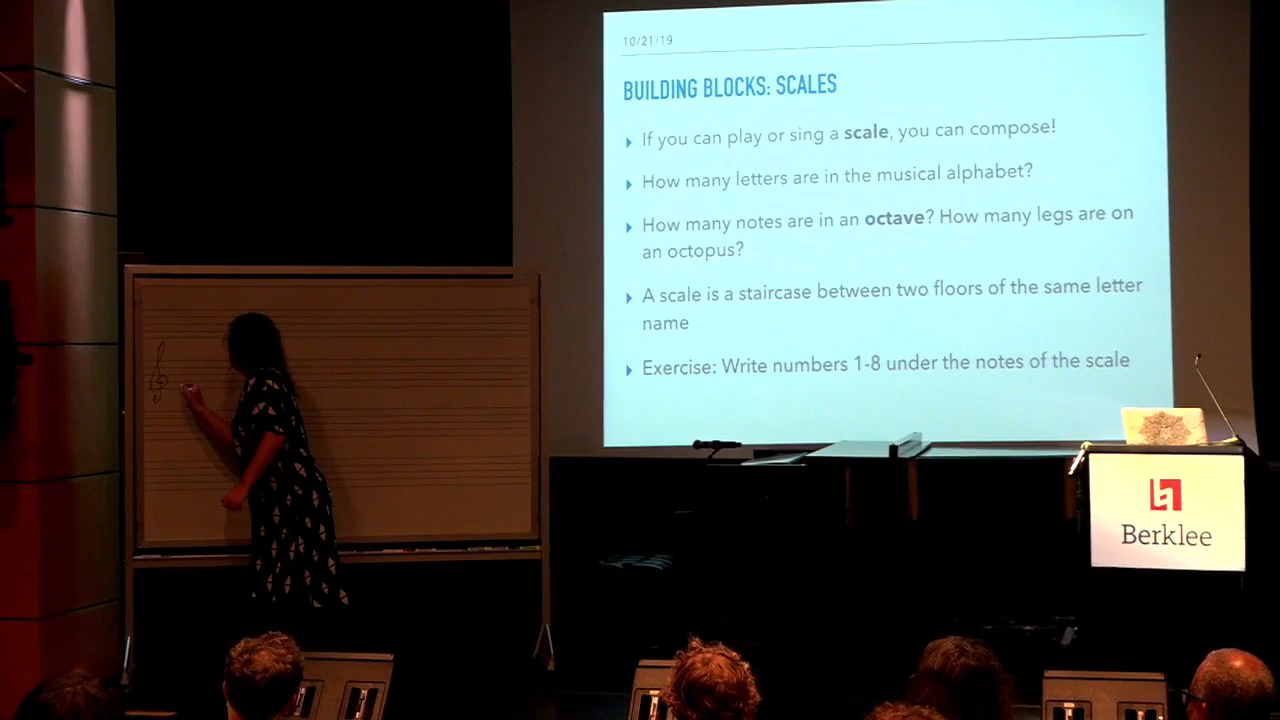 10/21/19
BUILDING BLOCKS: SCALES
If you can play or sing a scale, you can compose!
How many letters are in the musical alphabet?
How many notes are in an octave? How many legs are on
an octopus?
A scale is a staircase between two floors of the same letter
name
Exercise: Write numbers 1-8 under the notes of the scale
Berklee